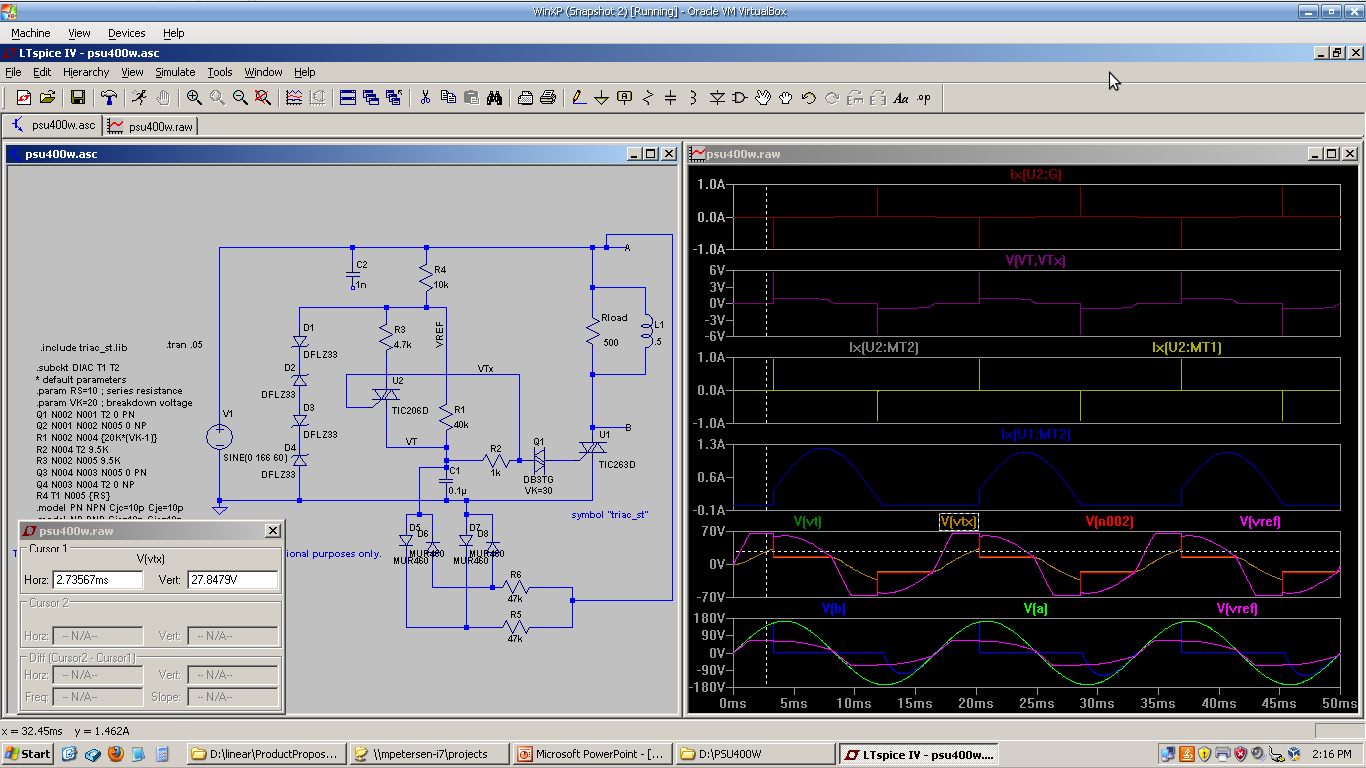 WinXP (Snapshot 2) [Running] - Oracle VM VirtualBox
Machine View Devices Help
LTspice IV - psu400w.asc
File Edit Hierarchy View Simulate Tools Window Help
Aa .op
psu400w.asc psu400w.raw
psu400w.asc
A
C2
1n
R4
10k
D1
DFLZ33
R3
4.7k
VREF
Rload
500
L1
.5
.include triac_st.lib
.tran .05
D2
DFLZ33
VTx
U2
TIC206D
.subckt DIAC T1 T2
* default parameters
.param RS=10 ; series resistance
.param VK=20 ; breakdown voltage
Q1 N002 N001 T2 0 PN
Q2 N001 N002 N005 0 NP
R1 N002 N004 {20K*(VK-1)}
R2 N004 T2 9.5K
R3 N002 N005 9.5K
Q3 N004 N003 N005 0 PN
Q4 N003 N004 T2 0 NP
R4 T1 N005 {RS}
.model PN NPN Cjo=10p Cje=10p
D3
DFLZ33
V1
SINE(0 166 60)
D4
DFLZ33
R1
40k
VT
R2
1k
Q1
DB3TG
VK=30
B
U1
TIC263D
C1
0.1µ
symbol "triac_st"
D5
D6
MUR460
MUR460
D7
D8
MUR460
MUR460
ional purposes only.
R6
47k
R5
47k
psu400w.raw
Cursor 1
V(vtx)
Horz: 2.73567ms Vert: 27.8479V
Cursor 2
Horz: -- N/A-- Vert: -- N/A--
Diff (Cursor2 - Cursor1)
Horz: -- N/A-- Vert: -- N/A--
Freq: -- N/A-- Slope: -- N/A--
psu400w.raw
Ix(U2:G)
1.0A
0.0A
-1.0A
V(VT,VTx)
6V
3V
0V
-3V
-6V
Ix(U2:MT2) Ix(U2:MT1)
1.0A
0.0A
-1.0A
Ix(U1:MT2)
1.3A
0.6A
-0.1A
V(vt) V(vtx) V(n002) V(vref)
70V
0V
-70V
V(b) V(a) V(vref)
180V
90V
0V
-90V
-180V
0ms 5ms 10ms 15ms 20ms 25ms 30ms 35ms 40ms 45ms 50ms
x = 32.45ms y = 1.462A
Start D:\linear\ProductPropos... \\mpetersen-i7\projects Microsoft PowerPoint - [... D:\PSU400W LTspice IV - psu400w.... 2:16 PM